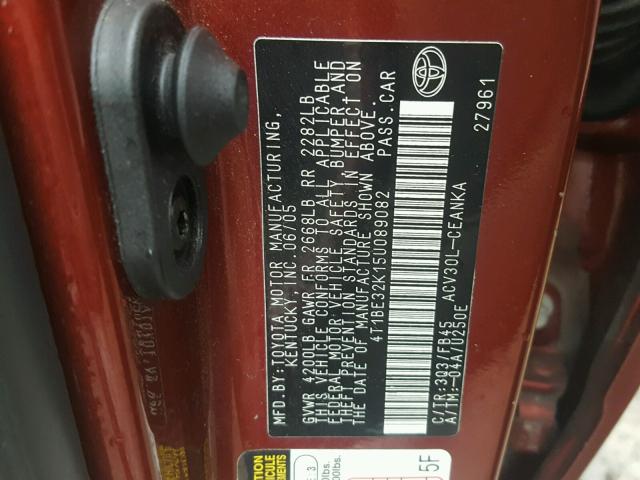 MFD.BY:TOYOTA MOTOR MANUFACTURING,
KENTUCKY, INC. 06/05
GVWR 4200LB GAWR FR 2668LB RR 2282LB
THIS VEHICLE CONFORMS TO ALL APPLICABLE
FEDERAL MOTOR VEHICLE SAFETY, BUMPER, AND
THEFT PREVENTION STANDARDS IN EFFECT ON
THE DATE OF MANUFACTURE SHOWN ABOVE.
4T1BE32K15U089082 PASS.CAR
C/TR:3Q3/FB45 ACV30L-CEANKA
A/TM:-04A/U250E
27961
TOYOTA
5F